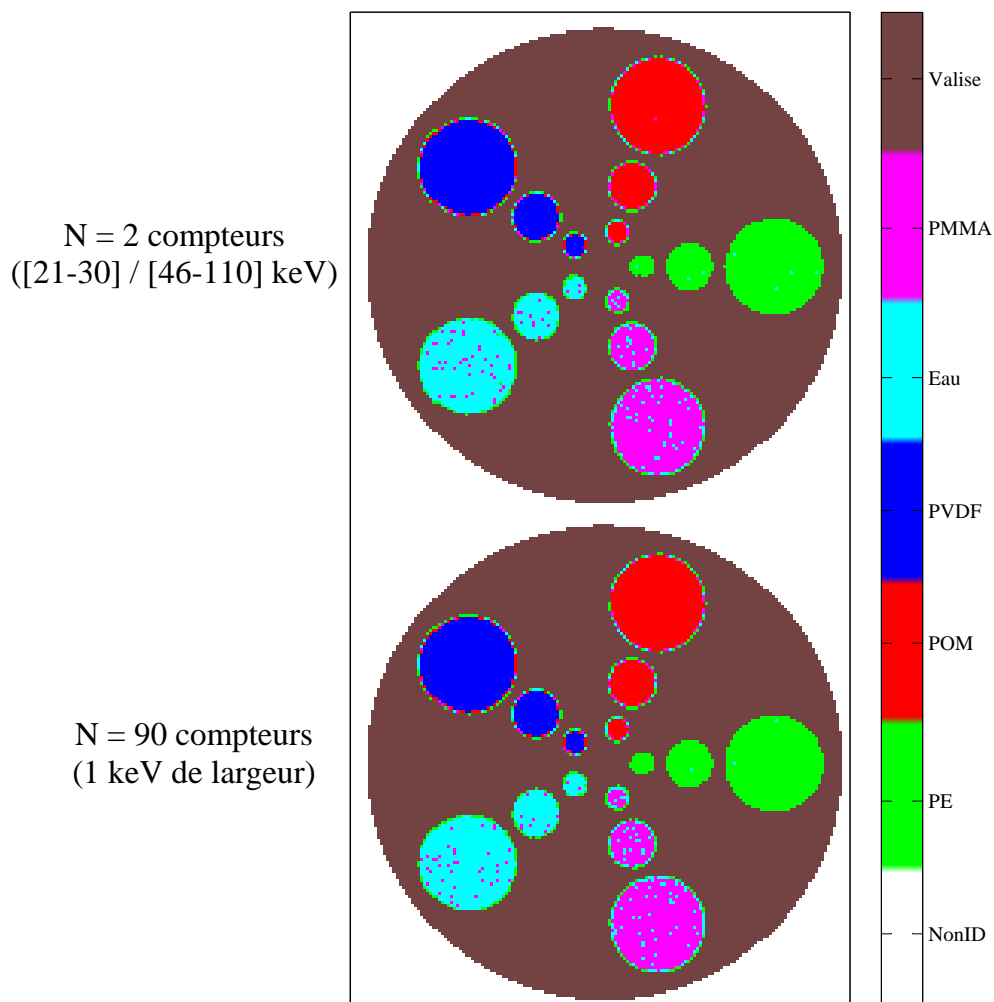 N = 2 compteurs
([21-30] / [46-110] keV)
N = 90 compteurs
(1 keV de largeur)
Valise
PMMA
Eau
PVDF
POM
PE
NonID